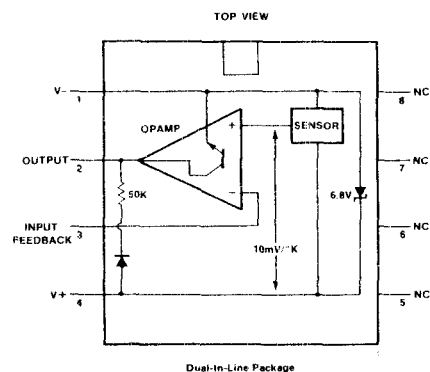 TOP VIEW
V-
1
8
NC
OPAMP
+
SENSOR
OUTPUT
2
7
NC
50K
-
6.8V
INPUT
FEEDBACK
3
6
NC
10mV/°K
V+
4
5
NC
Dual-In-Line Package